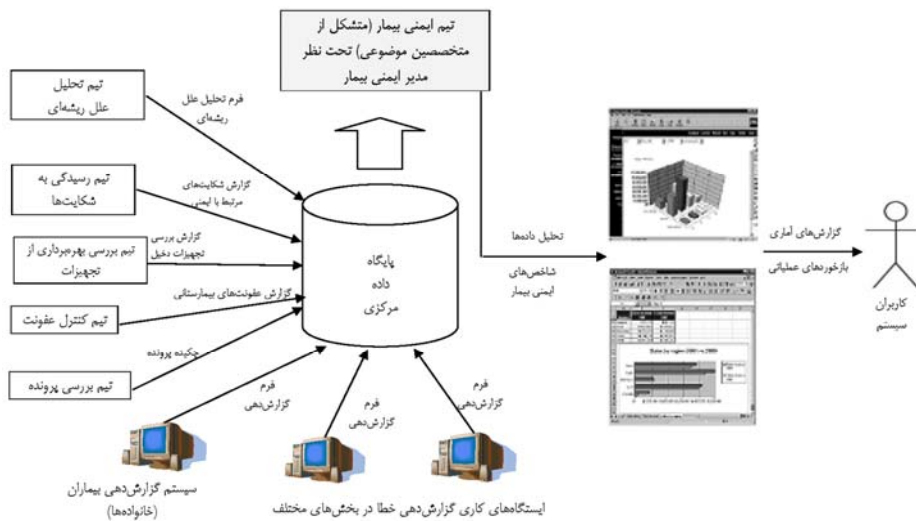 تیم ایمنی بیمار (متشکل از
متخصصین موضوعی) تحت نظر
مدیر ایمنی بیمار
تیم تحلیل
علل ریشه‌ای
فرم تحلیل علل
ریشه‌ای
تیم رسیدگی به
شکایت‌ها
گزارش شکایت‌های
مرتبط با ایمنی
تیم بررسی بهره‌برداری از
تجهیزات
گزارش بررسی
تجهیزات دخیل
تیم کنترل عفونت
گزارش عفونت‌های بیمارستانی
تیم بررسی پرونده
چکیده پرونده
پایگاه
داده
مرکزی
تحلیل داده‌ها
شاخص‌های
ایمنی بیمار
گزارش‌های آماری
بازخوردهای عملیاتی
کاربران
سیستم
فرم
گزارش‌دهی
فرم
گزارش‌دهی
فرم
گزارش‌دهی
سیستم گزارش‌دهی بیماران
(خانواده‌ها)
ایستگاه‌های کاری گزارش‌دهی خطا در بخش‌های مختلف